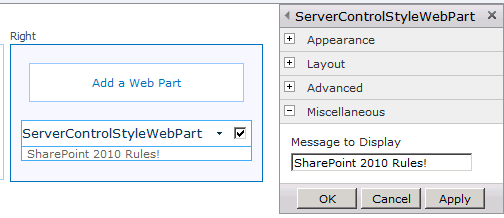 Right
Add a Web Part
ServerControlStyleWebPart
SharePoint 2010 Rules!
ServerControlStyleWebPart
Appearance
Layout
Advanced
Miscellaneous
Message to Display
SharePoint 2010 Rules!
OK Cancel Apply